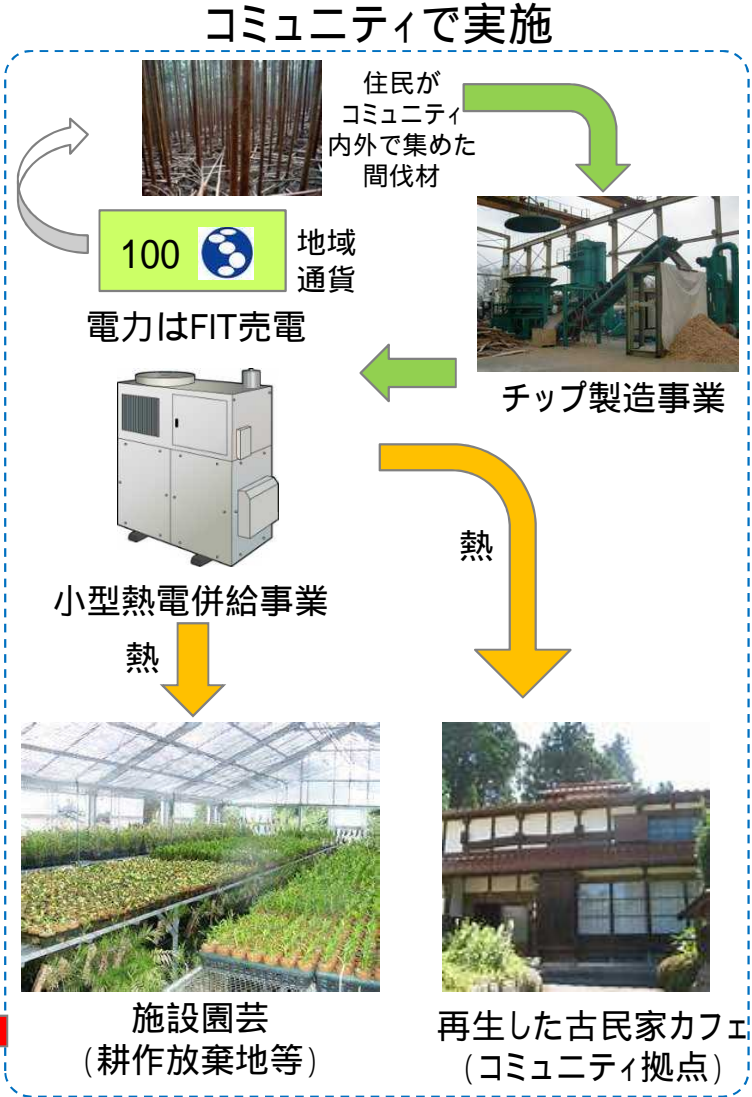 コミュニティで実施
住民が
コミュニティ
内外で集めた
間伐材
100
地域
通貨
電力はFIT売電
チップ製造事業
熱
小型熱電併給事業
熱
施設園芸
(耕作放棄地等)
再生した古民家カフェ
(コミュニティ拠点)